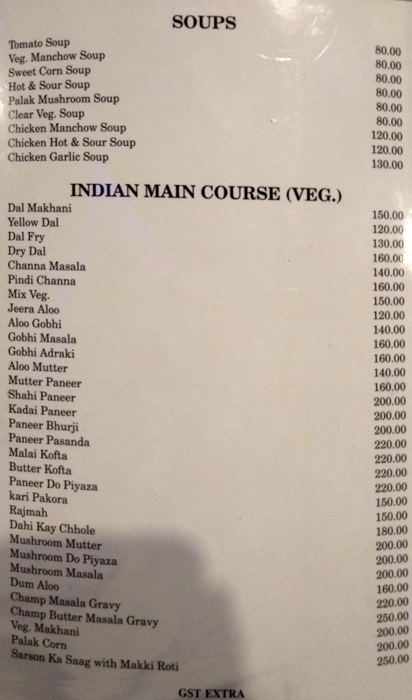 SOUPS
Tomato Soup 80.00
Veg. Manchow Soup 80.00
Sweet Corn Soup 80.00
Hot & Sour Soup 80.00
Palak Mushroom Soup 80.00
Clear Veg. Soup 80.00
Chicken Manchow Soup 120.00
Chicken Hot & Sour Soup 120.00
Chicken Garlic Soup 130.00
INDIAN MAIN COURSE (VEG.)
Dal Makhani 150.00
Yellow Dal 120.00
Dal Fry 130.00
Dry Dal 160.00
Channa Masala 140.00
Pindi Channa 160.00
Mix Veg. 150.00
Jeera Aloo 120.00
Aloo Gobhi 140.00
Gobhi Masala 160.00
Gobhi Adraki 160.00
Aloo Mutter 140.00
Mutter Paneer 160.00
Shahi Paneer 200.00
Kadai Paneer 200.00
Paneer Bhurji 200.00
Paneer Pasanda 220.00
Malai Kofta 220.00
Butter Kofta 220.00
Paneer Do Piyaza 220.00
kari Pakora 150.00
Rajmah 150.00
Dahi Kay Chhole 180.00
Mushroom Mutter 200.00
Mushroom Do Piyaza 200.00
Mushroom Masala 200.00
Dum Aloo 160.00
Champ Masala Gravy 220.00
Champ Butter Masala Gravy 250.00
Veg. Makhani 200.00
Palak Corn 200.00
Sarson Ka Saag with Makki Roti 250.00
GST EXTRA